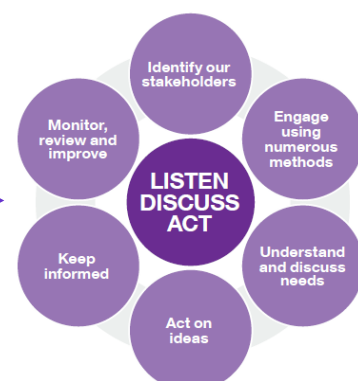 Identify our
stakeholders
Engage
using
numerous
methods
Understand
and discuss
needs
Act on
ideas
Keep
informed
Monitor,
review and
improve
LISTEN
DISCUSS
ACT